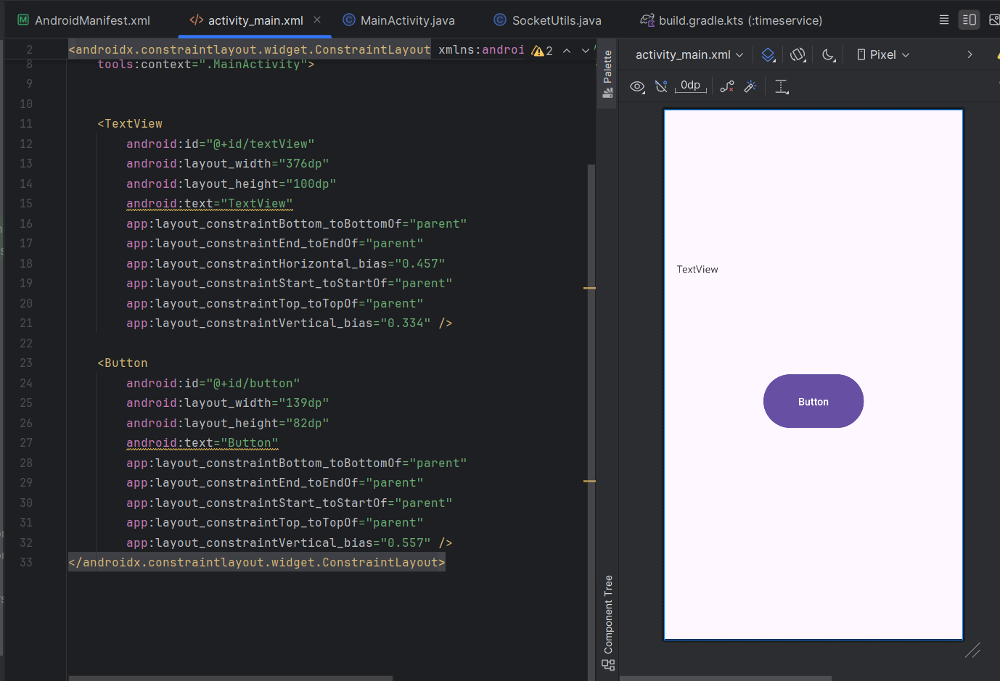 AndroidManifest.xml
activity_main.xml
MainActivity.java
SocketUtils.java
build.gradle.kts (:timeservice)
2 <androidx.constraintlayout.widget.ConstraintLayout xmlns:androi
2
8 tools:context=".MainActivity">
9
10
11 <TextView
12 android:id="@+id/textView"
13 android:layout_width="376dp"
14 android:layout_height="100dp"
15 android:text="TextView"
16 app:layout_constraintBottom_toBottomOf="parent"
17 app:layout_constraintEnd_toEndOf="parent"
18 app:layout_constraintHorizontal_bias="0.457"
19 app:layout_constraintStart_toStartOf="parent"
20 app:layout_constraintTop_toTopOf="parent"
21 app:layout_constraintVertical_bias="0.334" />
22
23 <Button
24 android:id="@+id/button"
25 android:layout_width="139dp"
26 android:layout_height="82dp"
27 android:text="Button"
28 app:layout_constraintBottom_toBottomOf="parent"
29 app:layout_constraintEnd_toEndOf="parent"
30 app:layout_constraintStart_toStartOf="parent"
31 app:layout_constraintTop_toTopOf="parent"
32 app:layout_constraintVertical_bias="0.557" />
33 </androidx.constraintlayout.widget.ConstraintLayout>
Palette
Component Tree
activity_main.xml
Pixel
0dp
TextView
Button